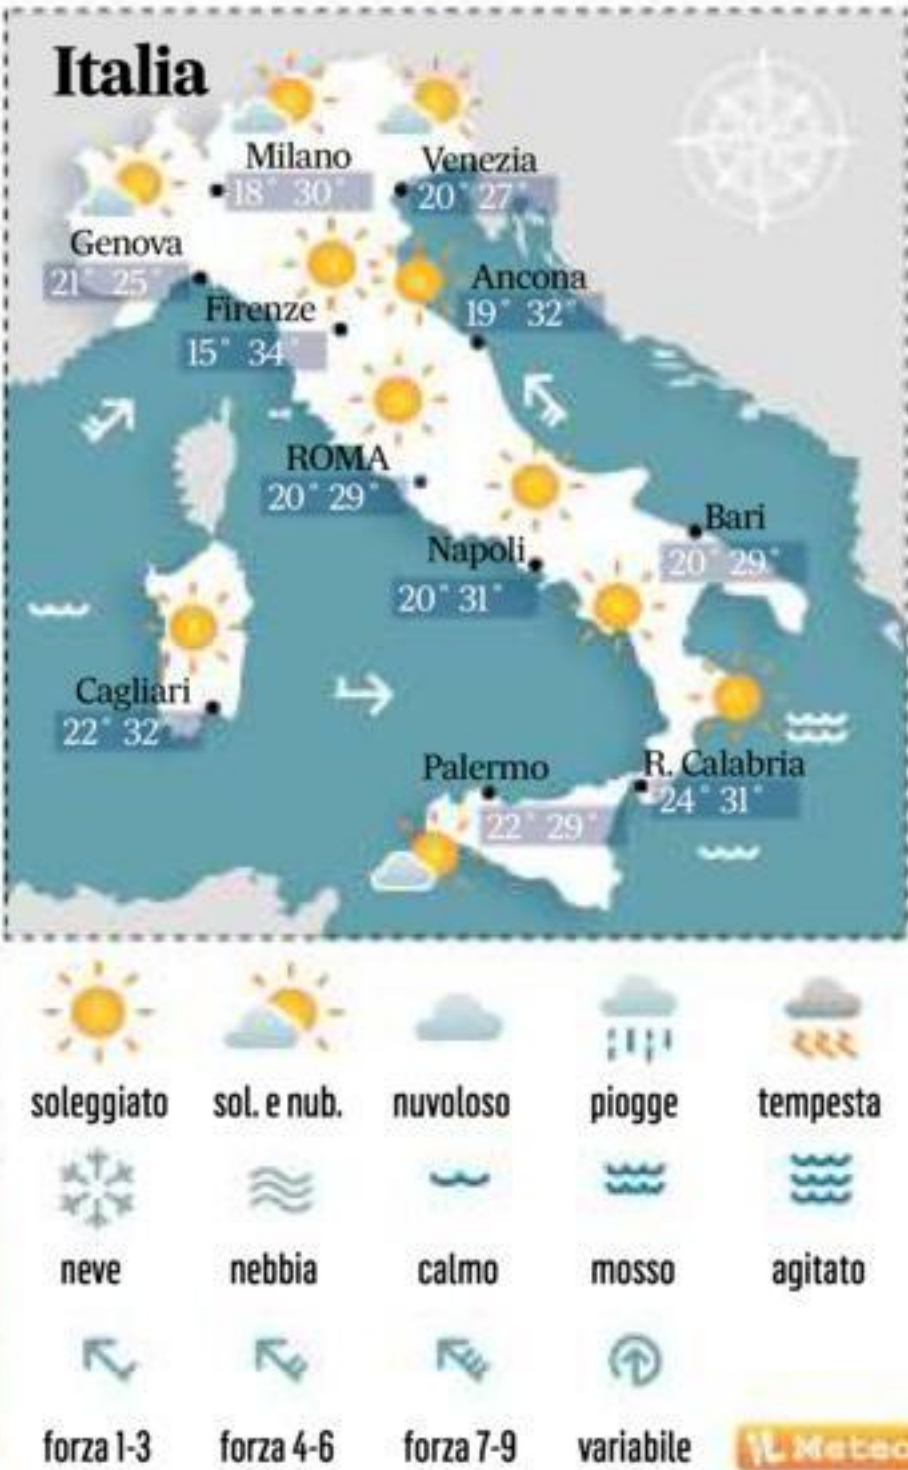 Italia
Milano
18° 30°
Venezia
20° 27°
Genova
21° 25°
Firenze
15° 34°
Ancona
19° 32°
ROMA
20° 29°
Napoli
20° 31°
Bari
20° 29°
Cagliari
22° 32°
Palermo
22° 29°
R. Calabria
24° 31°
soleggiato sol. e nub. nuvoloso piogge tempesta
neve nebbia calmo mosso agitato
forza 1-3 forza 4-6 forza 7-9 variabile